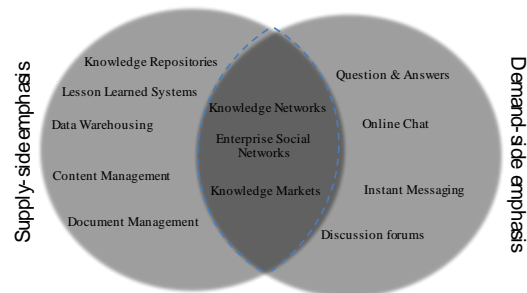 Supply-side emphasis
Knowledge Repositories
Lesson Learned Systems
Data Warehousing
Content Management
Document Management
Knowledge Networks
Enterprise Social
Networks
Knowledge Markets
Question & Answers
Online Chat
Instant Messaging
Discussion forums
Demand-side emphasis